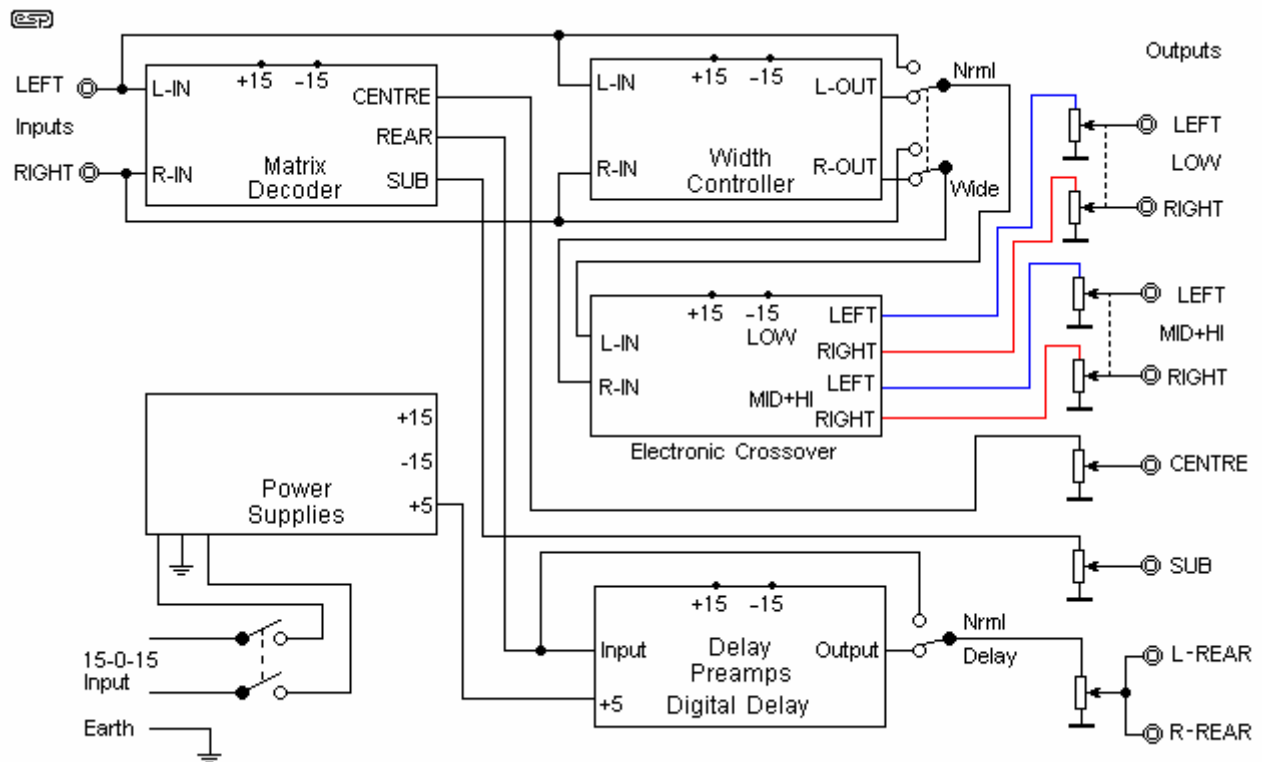 esp
LEFT
Inputs
RIGHT
L-IN
R-IN
+15 -15
CENTRE
REAR
SUB
Matrix
Decoder
L-IN
R-IN
+15 -15
L-OUT
R-OUT
Width
Controller
Nrml
Wide
Outputs
LEFT
LOW
RIGHT
LEFT
MID+HI
RIGHT
L-IN
R-IN
+15 -15
LOW
LEFT
RIGHT
LEFT
MID+HI
RIGHT
Electronic Crossover
CENTRE
+15
-15
+5
Power
Supplies
SUB
15-0-15
Input
Earth
+15 -15
Input
+5
Delay
Preamps
Digital Delay
Output
Nrml
Delay
L-REAR
R-REAR